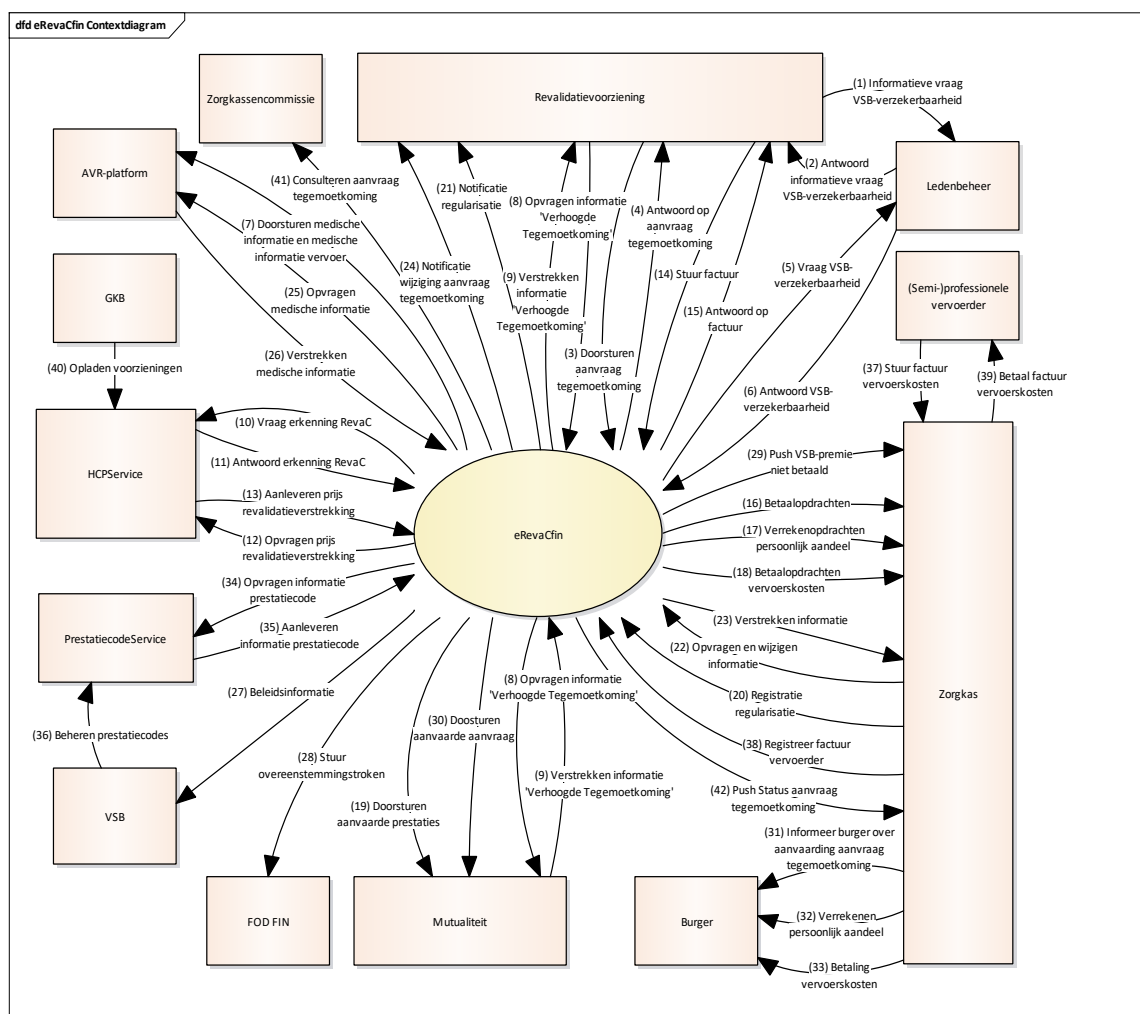 dfd eRevaCfin Contextdiagram
Zorgkassencommissie
Revalidatievoorziening
(1) Informatieve vraag
VSB-verzekerbaarheid
AVR-platform
Ledenbeheer
(2) Antwoord
informatieve vraag
VSB-verzekerbaarheid
(41) Consulteren aanvraag
tegemoetkoming
(21) Notificatie
regularisatie
(8) Opvragen informatie
'Verhoogde
Tegemoetkoming'
(4) Antwoord op
aanvraag
tegemoetkoming
(7) Doorsturen medische
informatie en medische
informatie vervoer
(24) Notificatie
wijziging aanvraag
tegemoetkoming
(9) Verstrekken
informatie
'Verhoogde
Tegemoetkoming'
(14) Stuur factuur
(5) Vraag VSB-
verzekerbaarheid
GKB
(Semi-)professionele
vervoerder
(25) Opvragen
medische informatie
(15) Antwoord op
factuur
(26) Verstrekken
medische informatie
(3) Doorsturen
aanvraag
tegemoetkoming
(40) Opladen voorzieningen
(37) Stuur factuur
vervoerskosten
(39) Betaal factuur
vervoerskosten
(6) Antwoord VSB-
verzekerbaarheid
(10) Vraag erkenning RevaC
HCPService
(11) Antwoord erkenning RevaC
(29) Push VSB-premie
niet betaald
(13) Aanleveren prijs
revalidatieverstrekking
(16) Betaalopdrachten
eRevaCfin
(12) Opvragen prijs
revalidatieverstrekking
(17) Verrekenopdrachten
persoonlijk aandeel
(34) Opvragen informatie
prestatiecode
(18) Betaalopdrachten
vervoerskosten
PrestatiecodeService
(35) Aanleveren
informatie prestatiecode
(23) Verstrekken informatie
(22) Opvragen en wijzigen
informatie
(27) Beleidsinformatie
(8) Opvragen informatie
'Verhoogde Tegemoetkoming'
(20) Registratie
regularisatie
Zorgkas
(36) Beheren prestatiecodes
(30) Doosturen
aanvaarde aanvraag
(38) Registreer factuur
vervoerder
(28) Stuur
overeenstemmingstroken
(9) Verstrekken informatie
'Verhoogde Tegemoetkoming'
(42) Push Status aanvraag
tegemoetkoming
VSB
(19) Doorsturen
aanvaarde prestaties
(31) Informeer burger over
aanvaarding aanvraag
tegemoetkoming
FOD FIN
Mutualiteit
Burger
(32) Verrekenen
persoonlijk aandeel
(33) Betaling
vervoerskosten